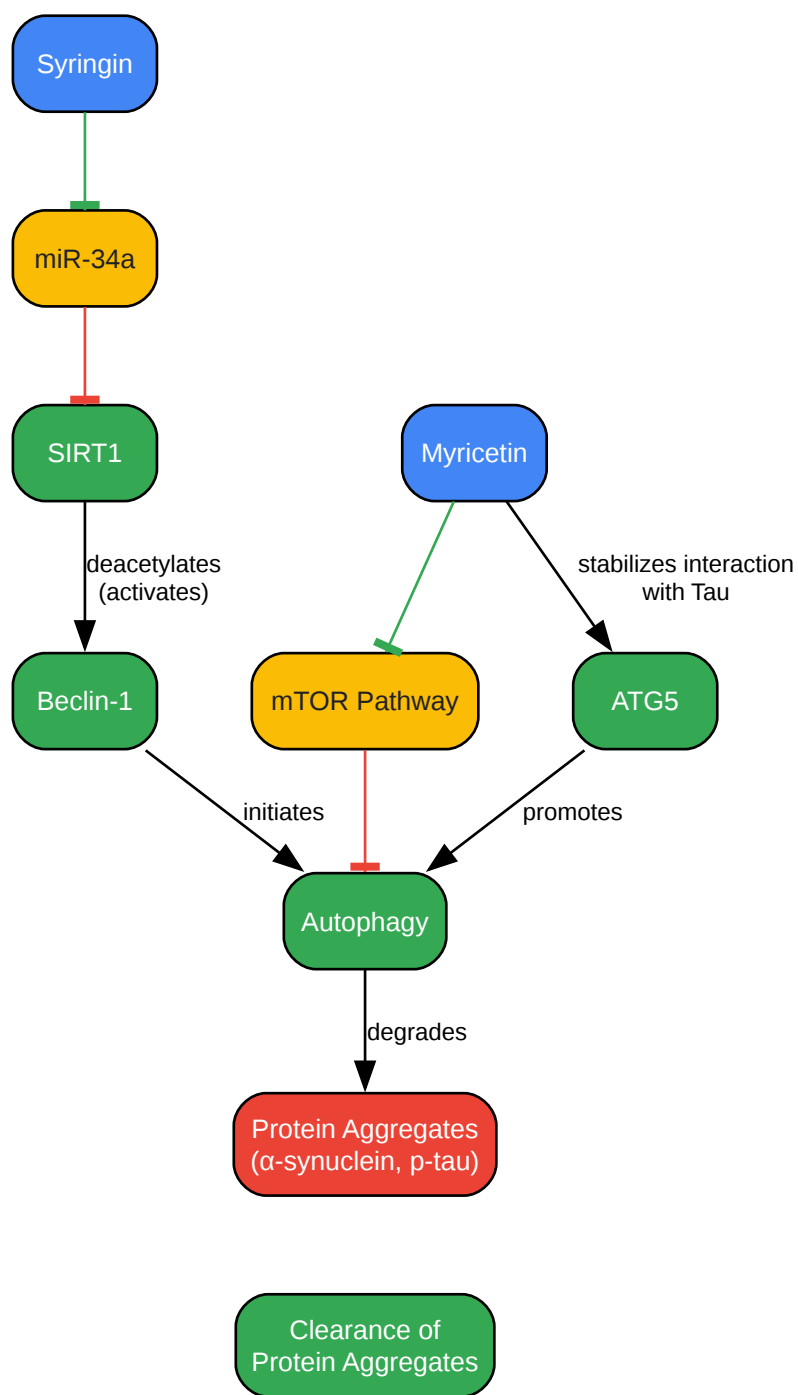 Syringin
miR-34a
SIRT1
Myricetin
deacetylates
(activates)
stabilizes interaction
with Tau
Beclin-1
mTOR Pathway
ATG5
initiates
promotes
Autophagy
degrades
Protein Aggregates
(α-synuclein, p-tau)
Clearance of
Protein Aggregates